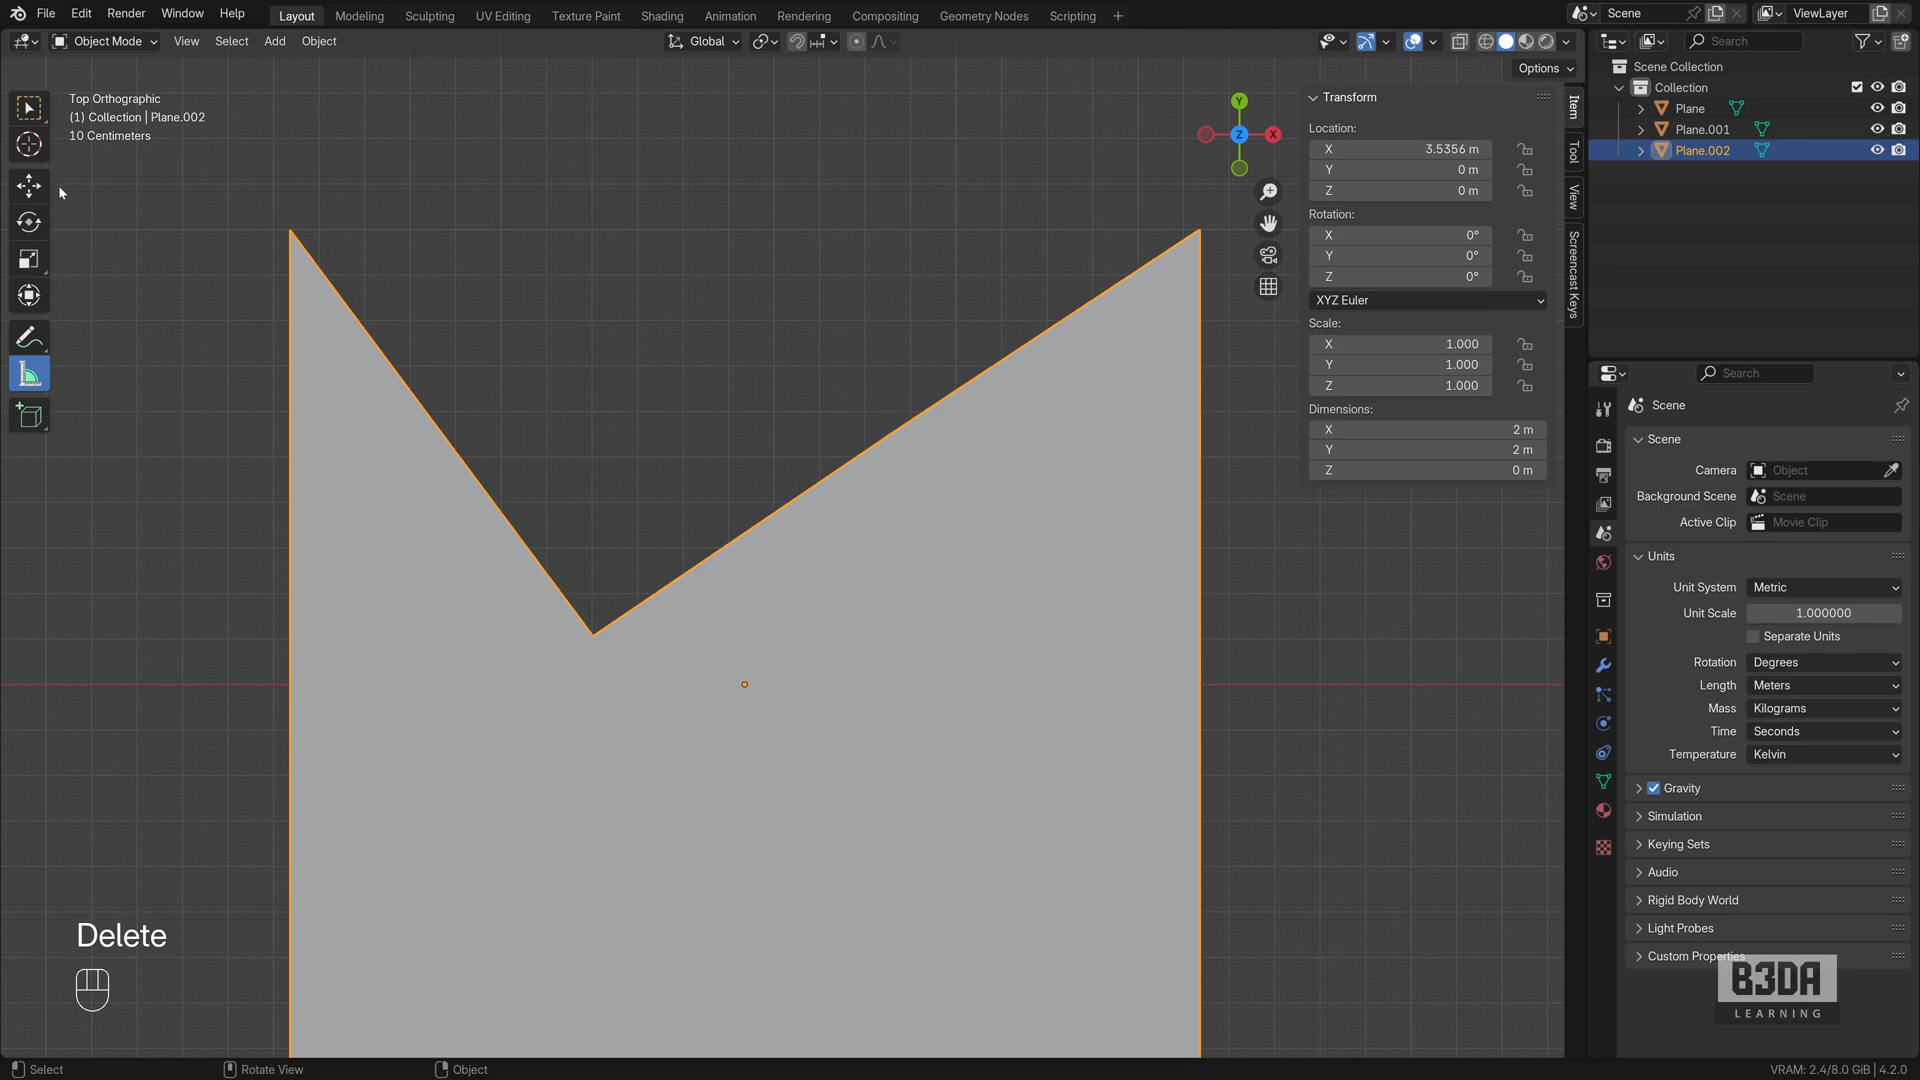 File Edit Render Window Help Layout Modeling Sculpting UV Editing Texture Paint Shading Animation Rendering Compositing Geometry Nodes Scripting + Scene ViewLayer
Object Mode View Select Add Object Global Search
Options
Top Orthographic
(1) Collection | Plane.002
10 Centimeters
Y
Z
X
Transform
Location:
X 3.5356 m
Y 0 m
Z 0 m
Rotation:
X 0°
Y 0°
Z 0°
XYZ Euler
Scale:
X 1.000
Y 1.000
Z 1.000
Dimensions:
X 2 m
Y 2 m
Z 0 m
Item
Tool
View
Screencast Keys
Scene Collection
Collection
Plane
Plane.001
Plane.002
Search
Scene
Scene
Camera Object
Background Scene Scene
Active Clip Movie Clip
Units
Unit System Metric
Unit Scale 1.000000
Separate Units
Rotation Degrees
Length Meters
Mass Kilograms
Time Seconds
Temperature Kelvin
Gravity
Simulation
Keying Sets
Audio
Rigid Body World
Light Probes
Custom Properties
B3DA
LEARNING
Delete
Select Rotate View Object VRAM: 2.4/8.0 GiB | 4.2.0